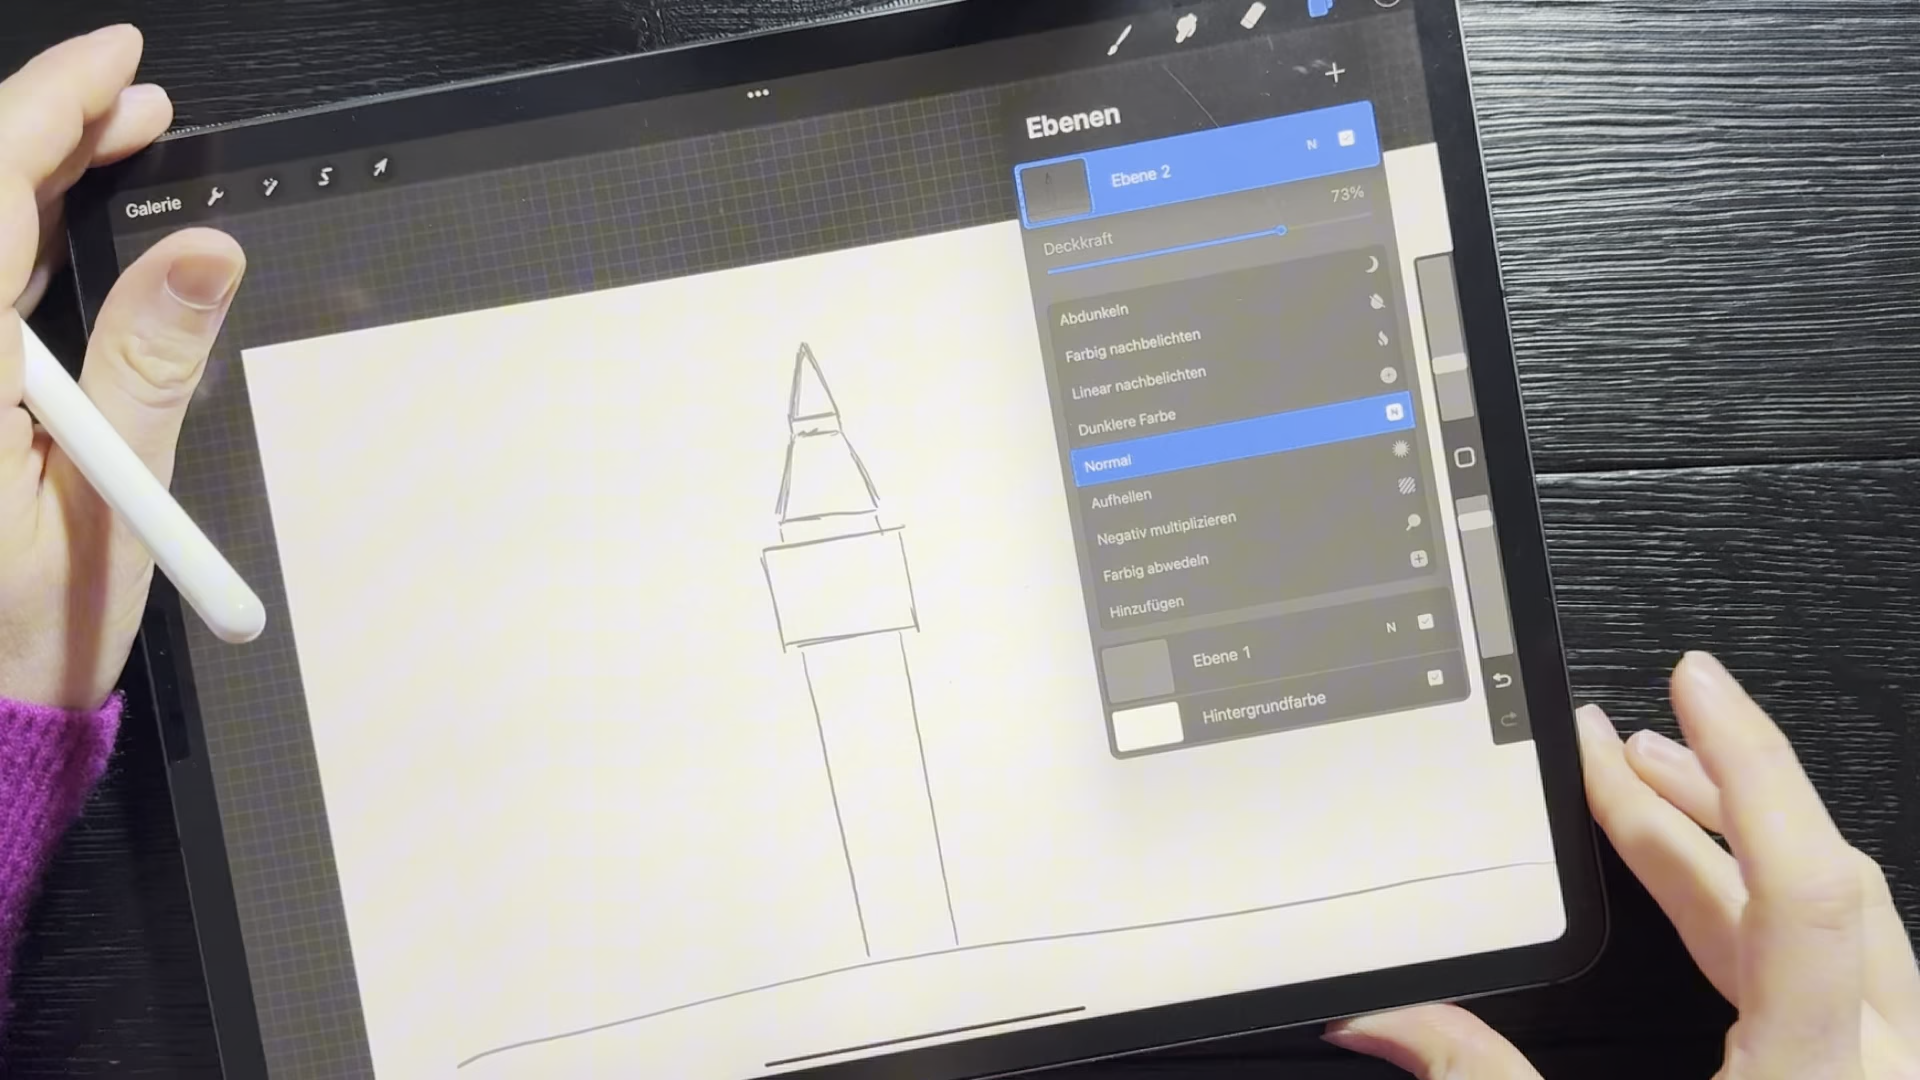 Galerie
Ebenen
Ebene 2
N
73%
Deckkraft
Abdunkeln
Farbig nachbelichten
Linear nachbelichten
Dunklere Farbe
Normal
N
Aufhellen
Negativ multiplizieren
Farbig abwedeln
Hinzufügen
Ebene 1
N
Hintergrundfarbe